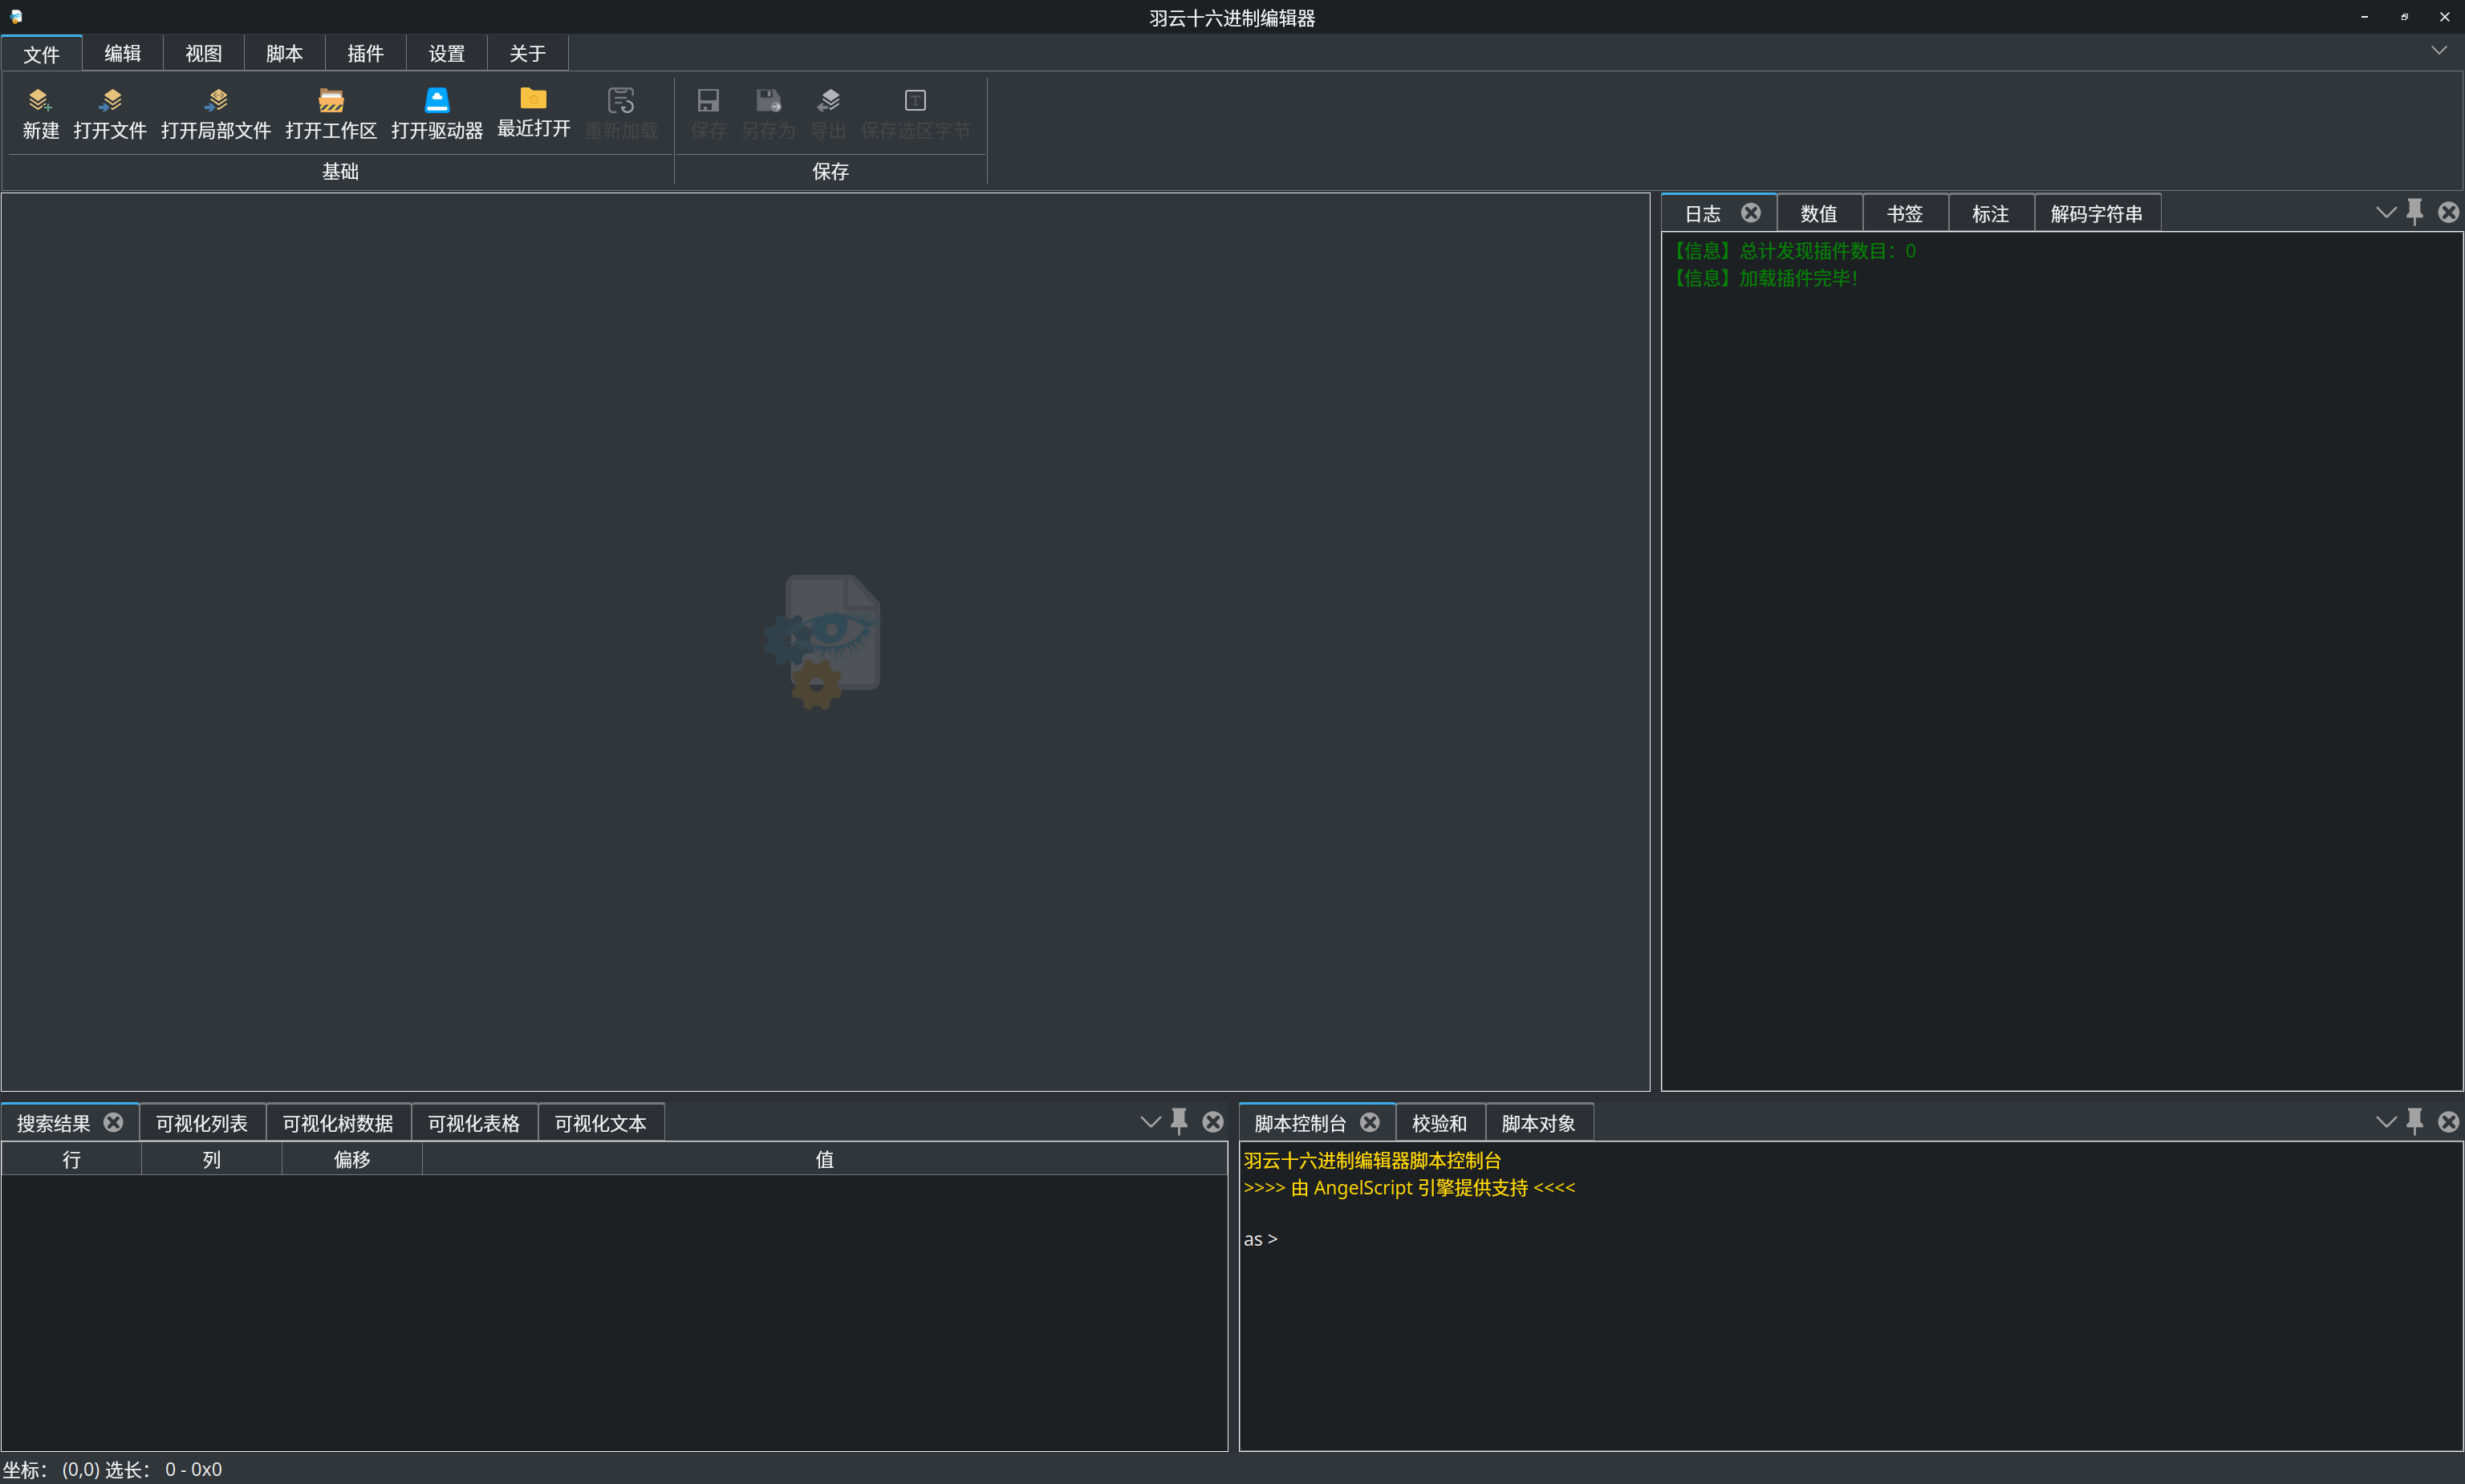 羽云十六进制编辑器
文件 编辑 视图 脚本 插件 设置 关于
新建 打开文件 打开局部文件 打开工作区 打开驱动器 最近打开 重新加载 保存 另存为 导出 保存选区字节
基础 保存
日志 数值 书签 标注 解码字符串
【信息】总计发现插件数目：0
【信息】加载插件完毕！
搜索结果 可视化列表 可视化树数据 可视化表格 可视化文本
行 列 偏移 值
脚本控制台 校验和 脚本对象
羽云十六进制编辑器脚本控制台
>>>> 由 AngelScript 引擎提供支持 <<<<
as >
坐标： (0,0) 选长： 0 - 0x0